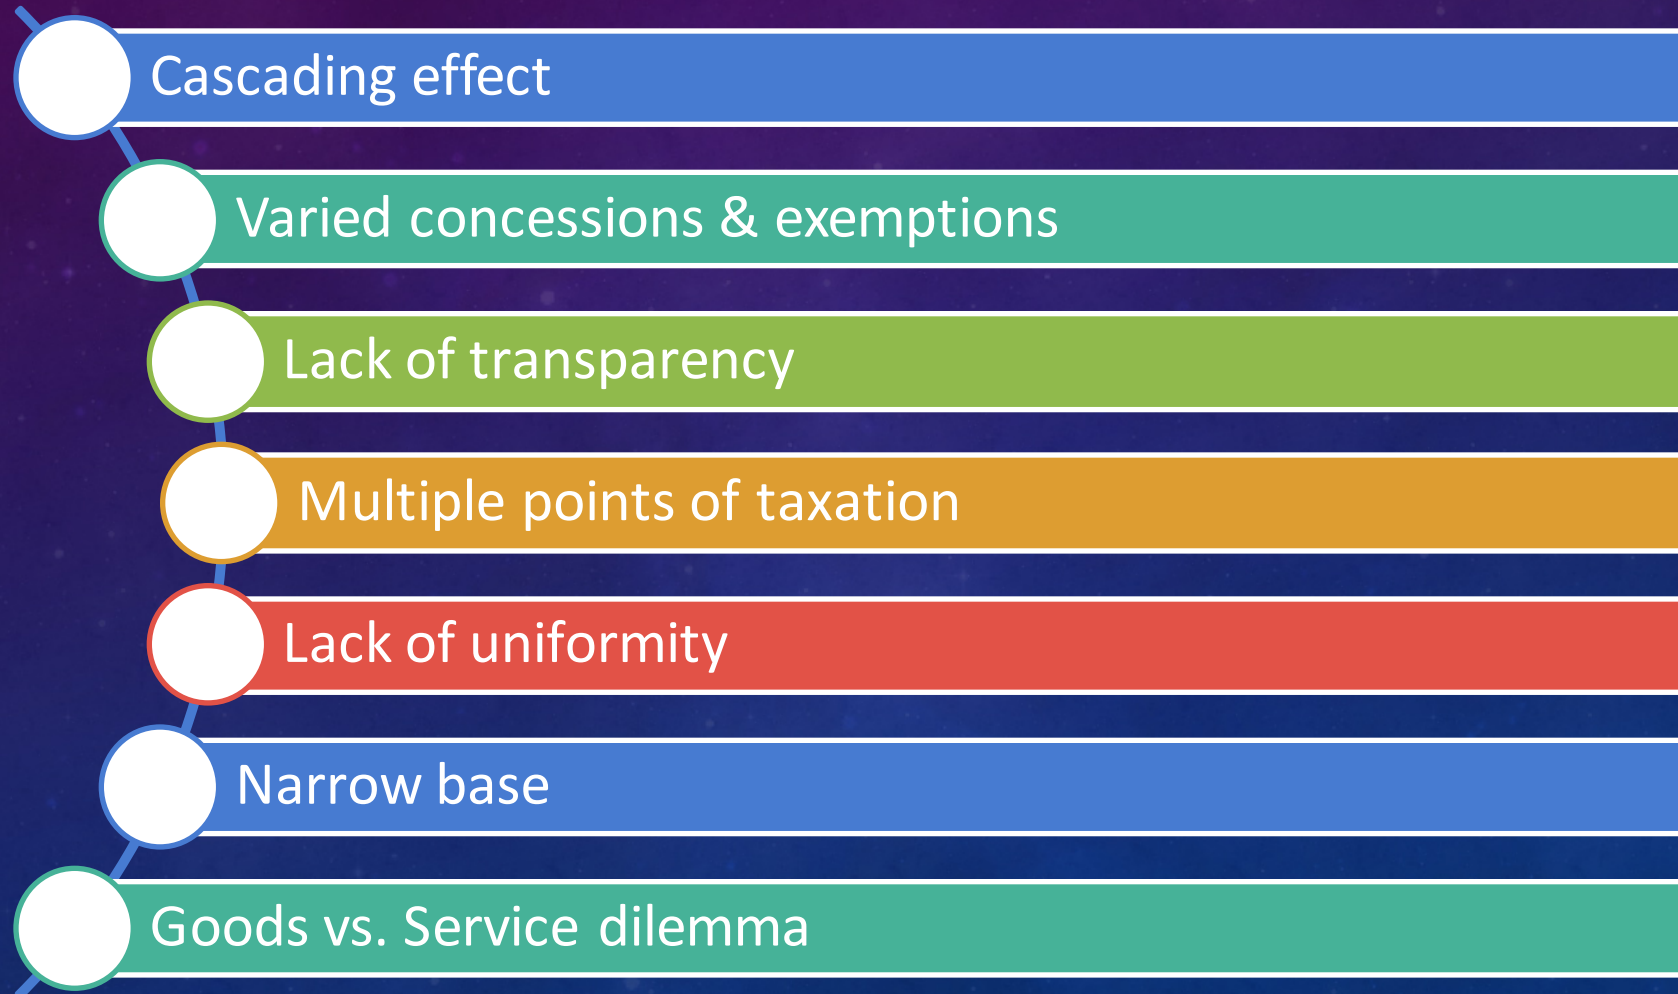 Cascading effect
Varied concessions & exemptions
Lack of transparency
Multiple points of taxation
Lack of uniformity
Narrow base
Goods vs. Service dilemma